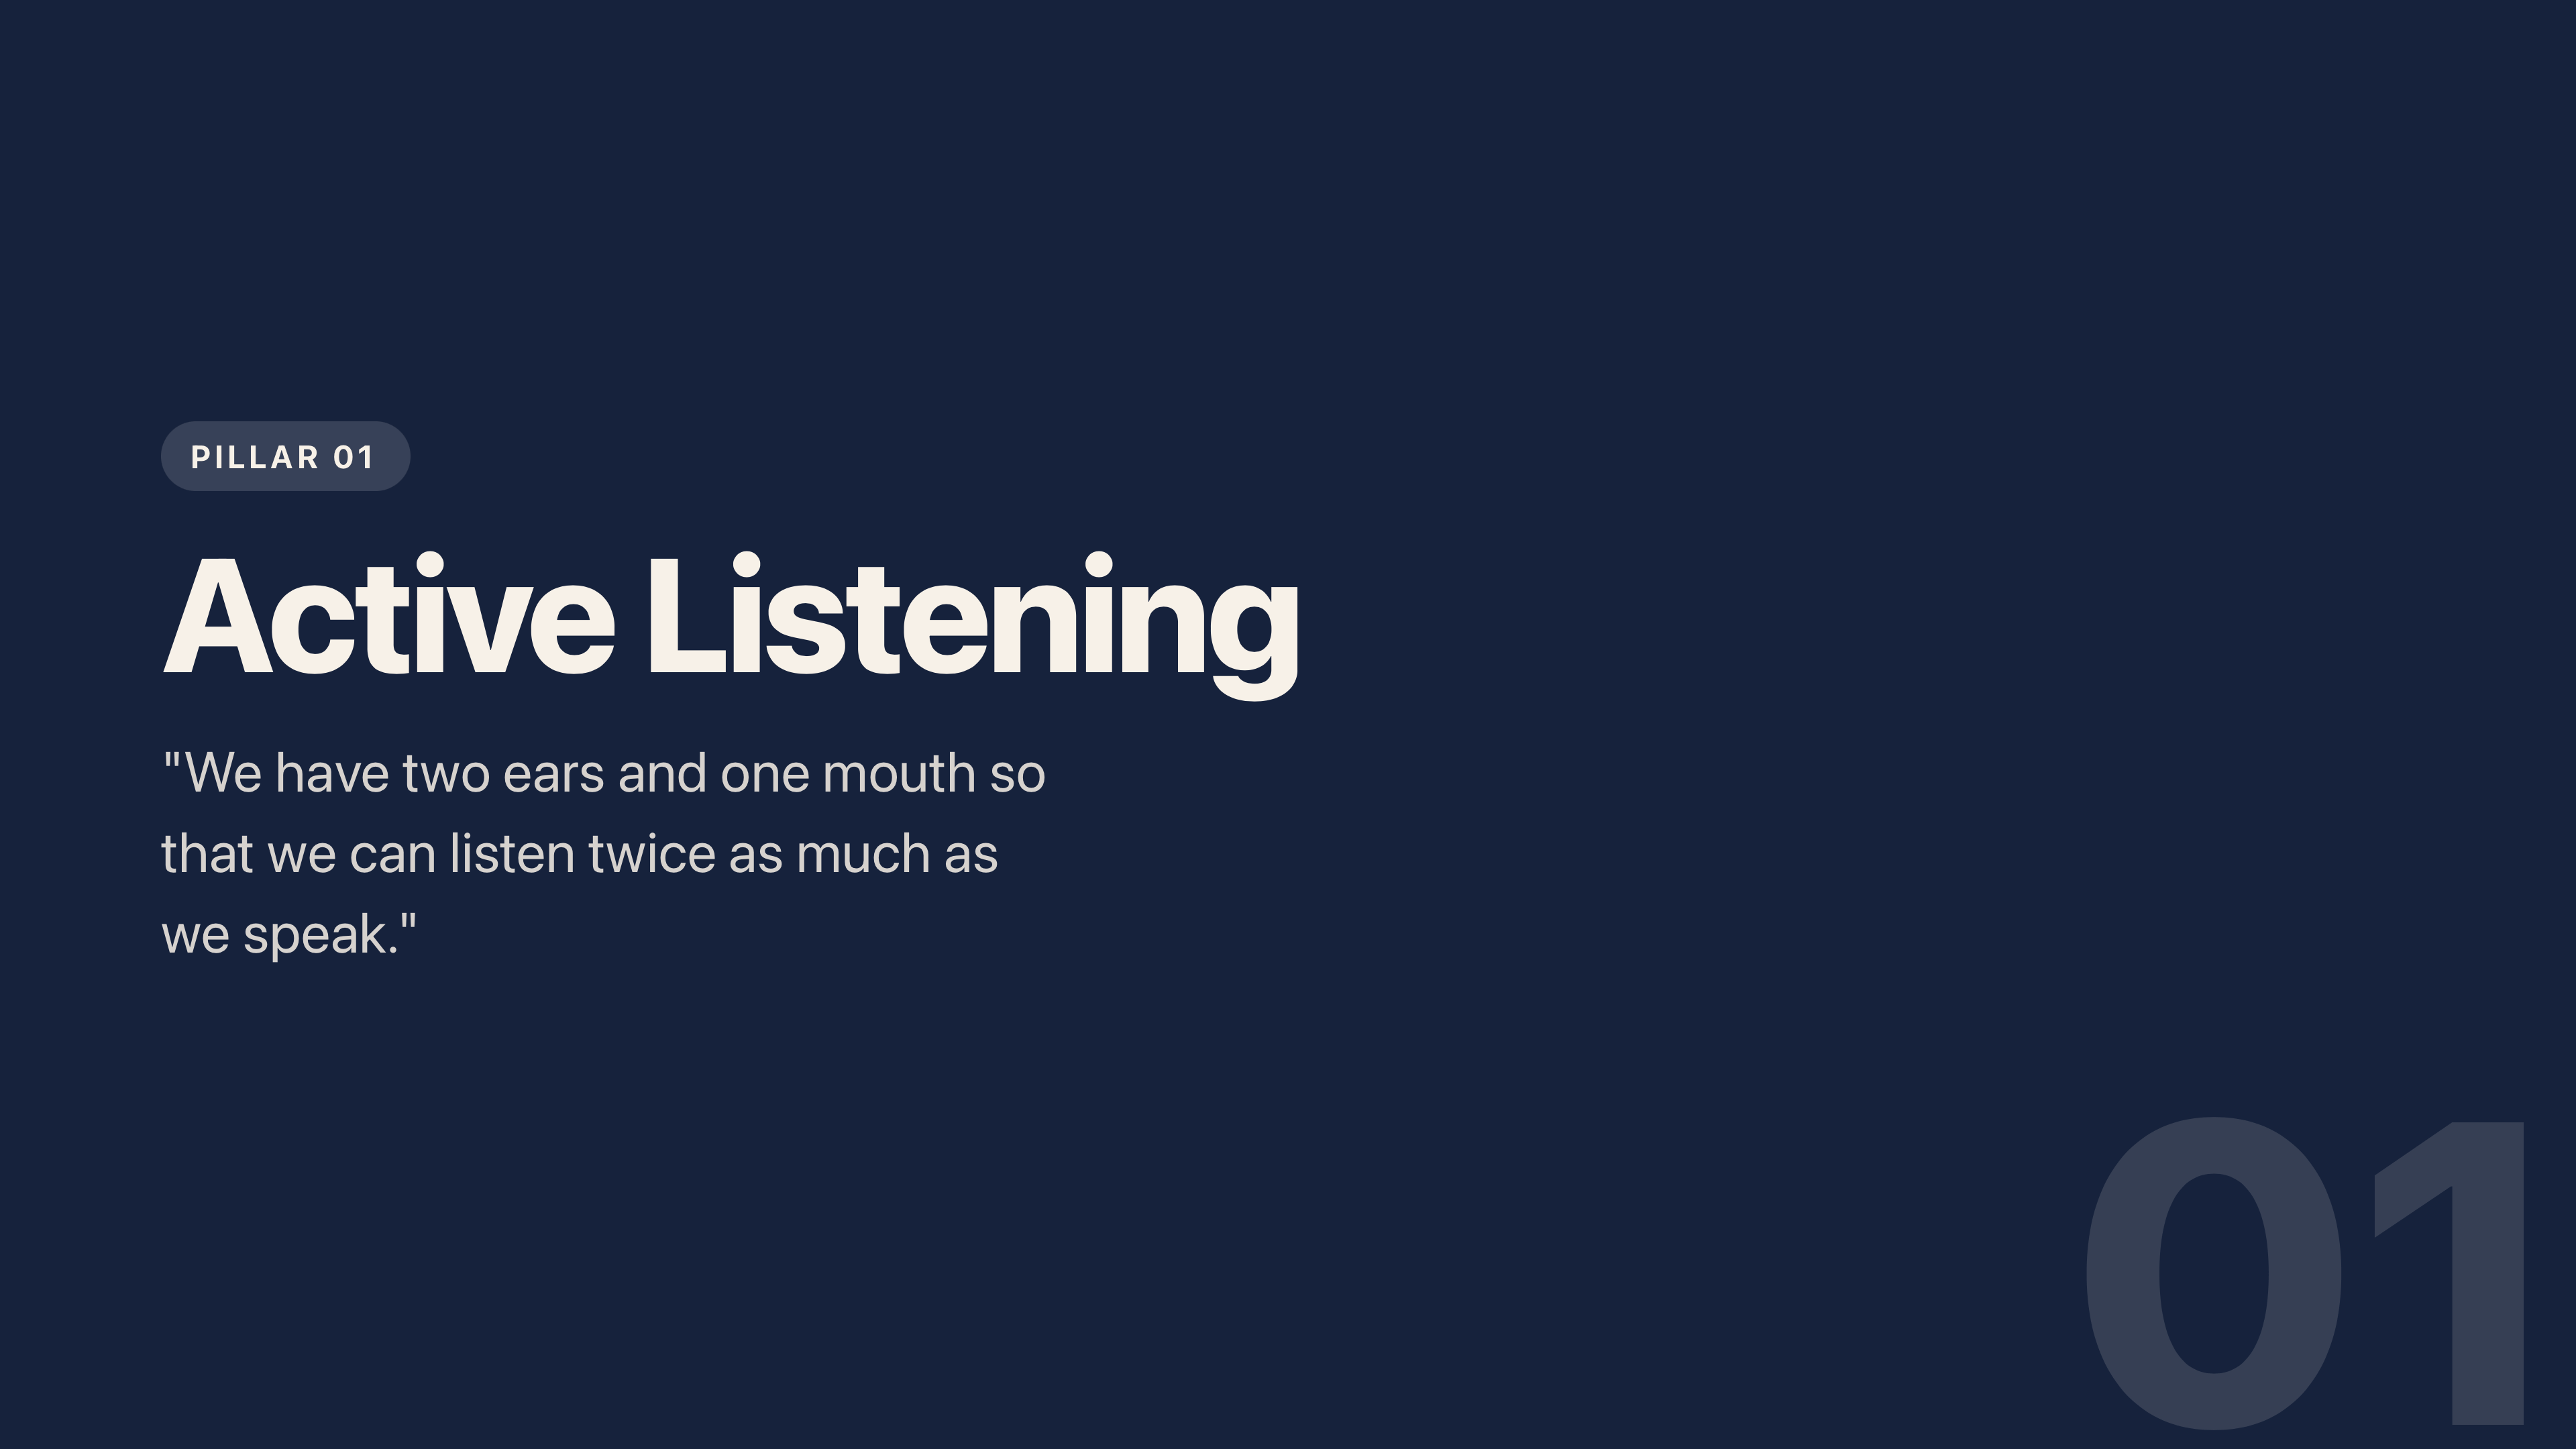 PILLAR 01
Active Listening
"We have two ears and one mouth so
that we can listen twice as much as
we speak."
01